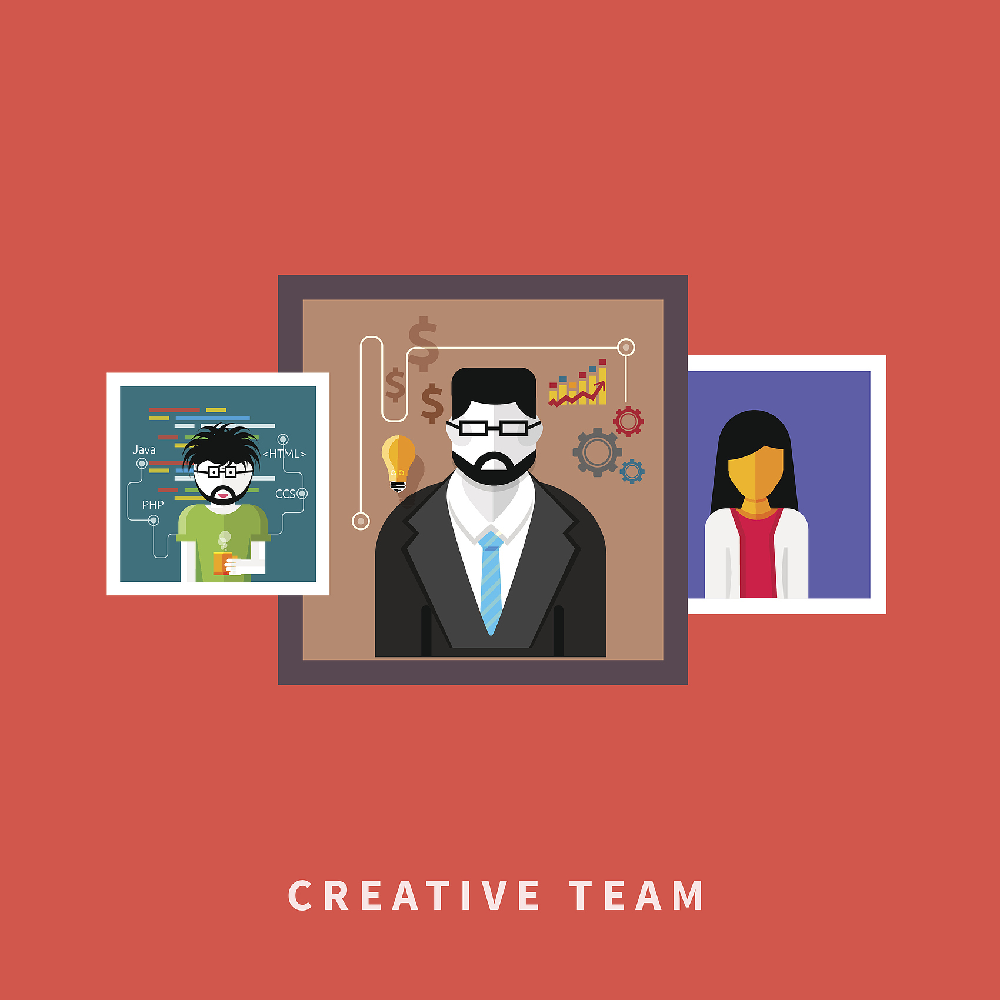 $
$
$
Java
<HTML>
CCS
PHP
CREATIVE TEAM